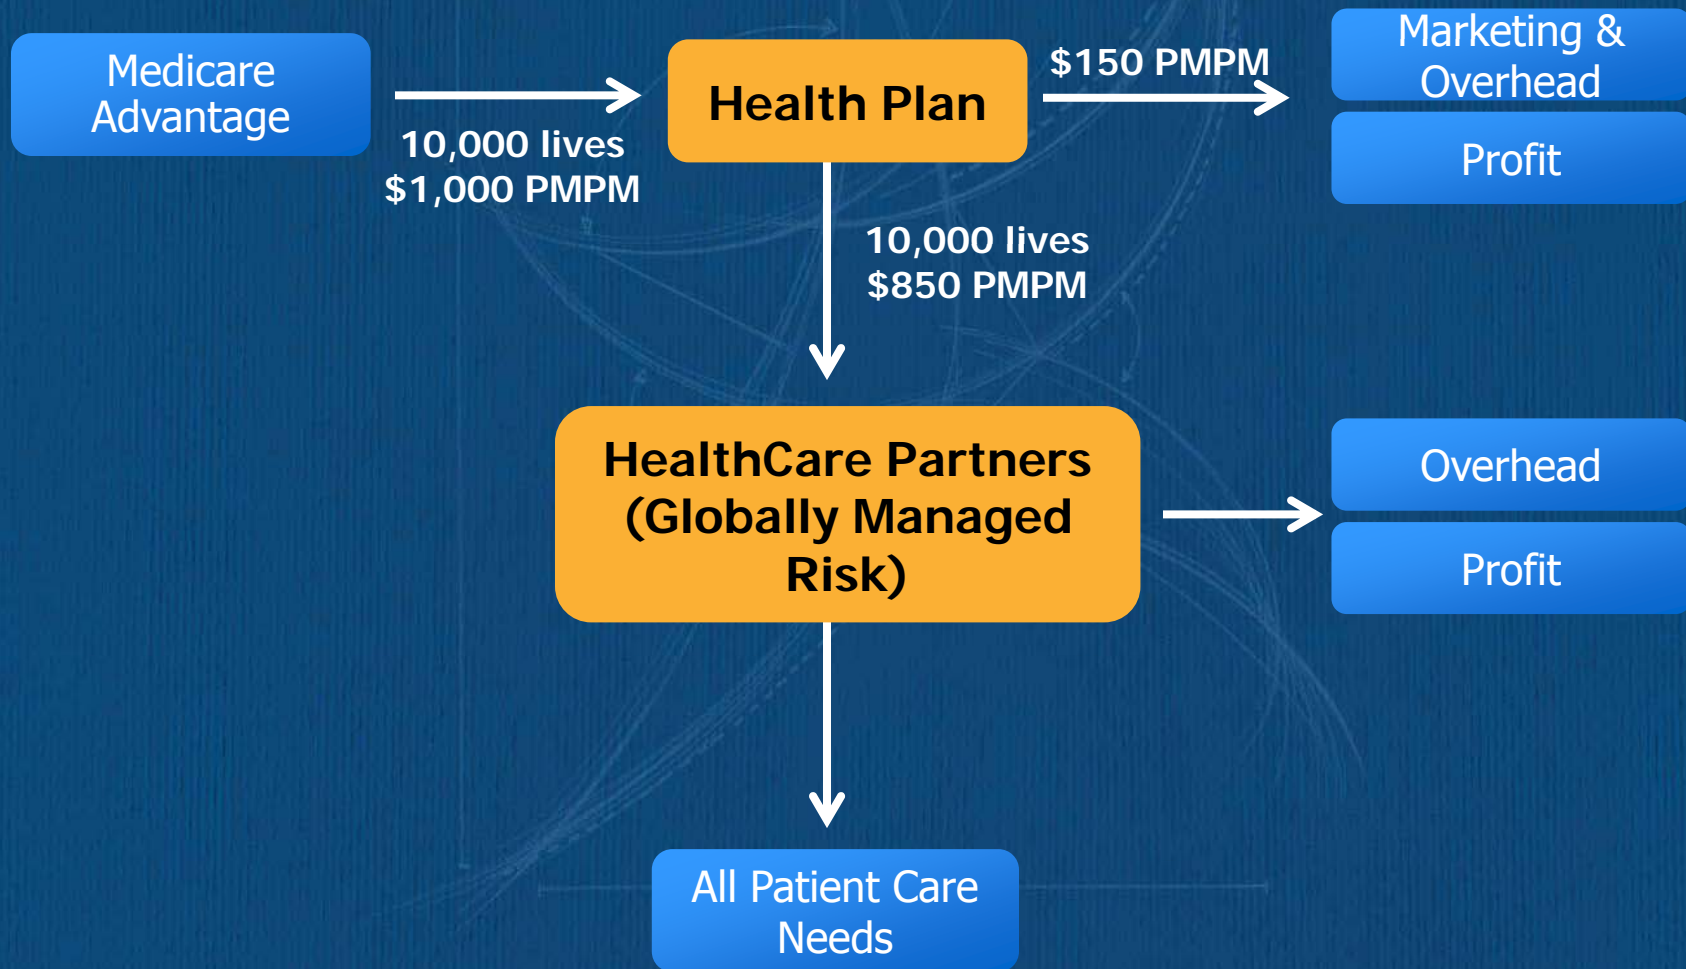 Medicare
Advantage
10,000 lives
$1,000 PMPM
Health Plan
$150 PMPM
Marketing &
Overhead
Profit
10,000 lives
$850 PMPM
HealthCare Partners
(Globally Managed
Risk)
Overhead
Profit
All Patient Care
Needs